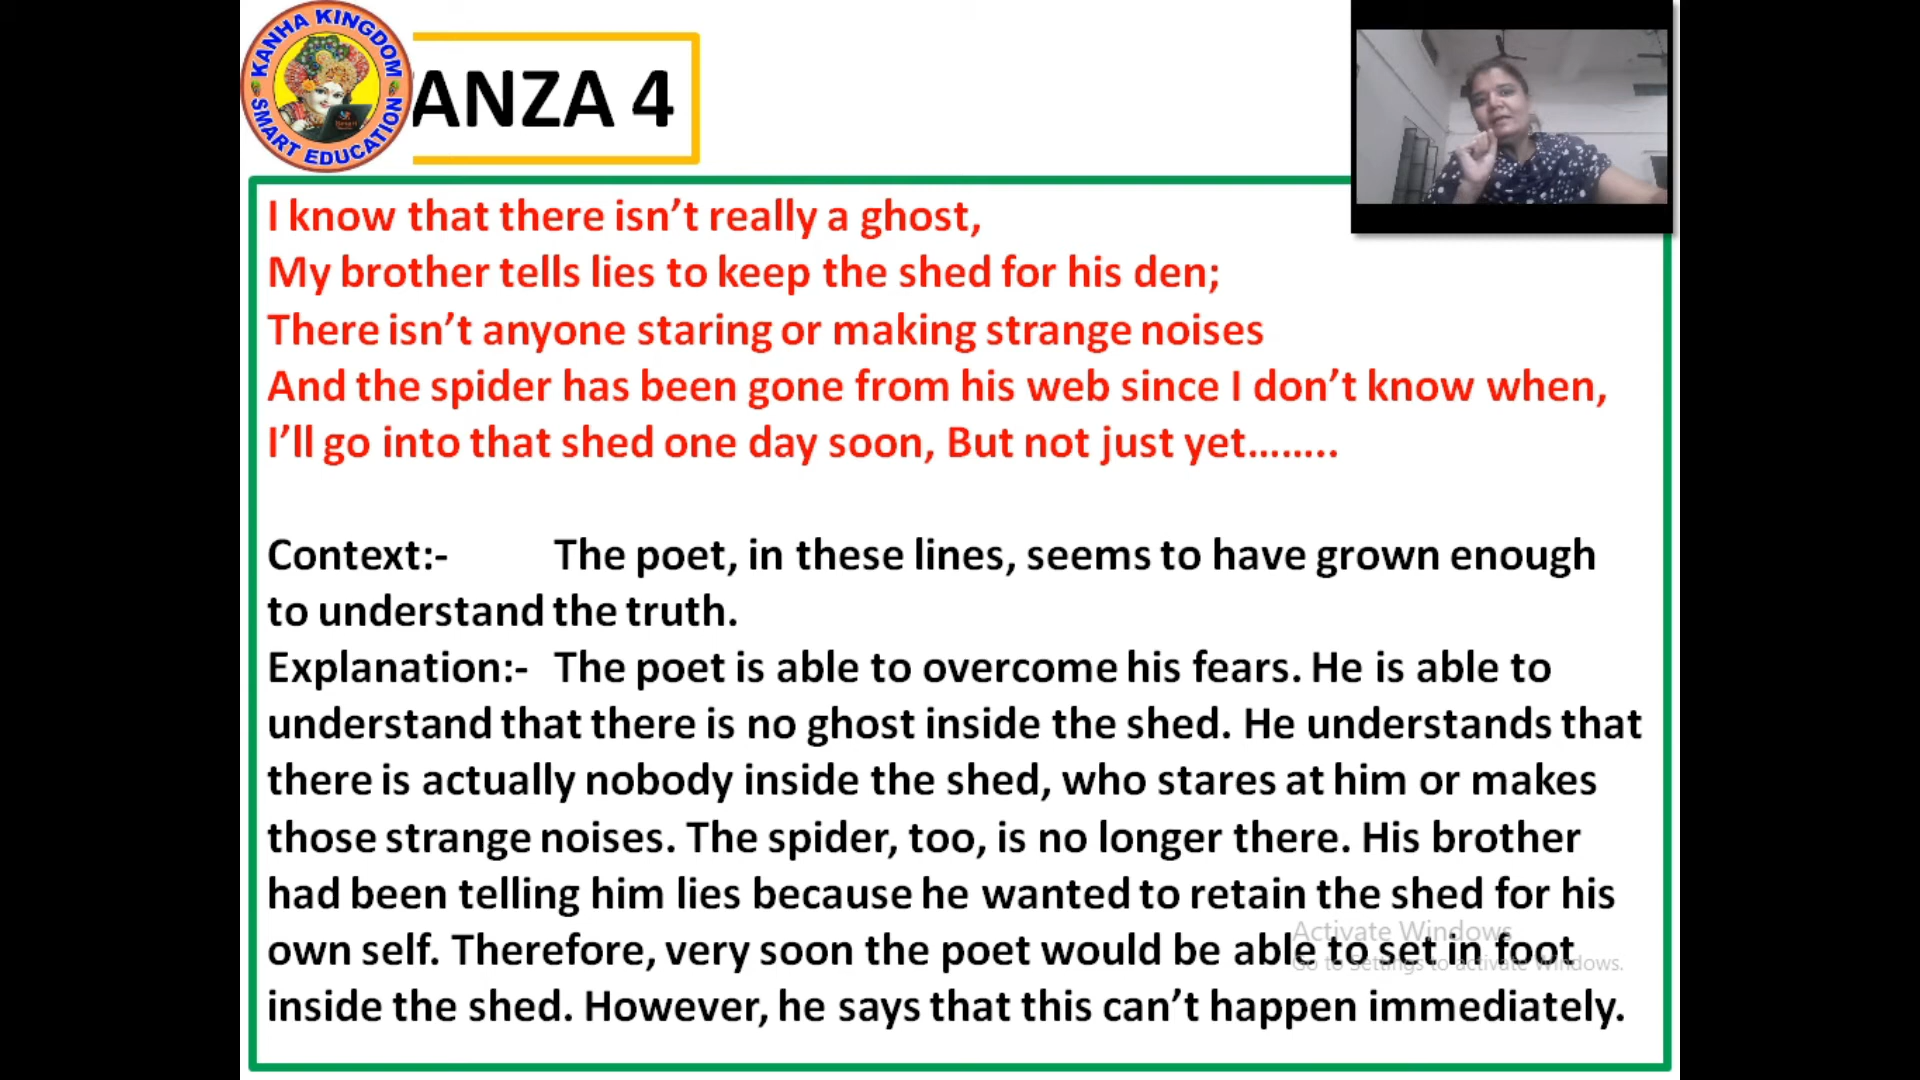 KANHA KINGDOM
SMART EDUCATION
ANZA 4
I know that there isn’t really a ghost,
My brother tells lies to keep the shed for his den;
There isn’t anyone staring or making strange noises
And the spider has been gone from his web since I don’t know when,
I’ll go into that shed one day soon, But not just yet……..
Context:- The poet, in these lines, seems to have grown enough
to understand the truth.
Explanation:- The poet is able to overcome his fears. He is able to
understand that there is no ghost inside the shed. He understands that
there is actually nobody inside the shed, who stares at him or makes
those strange noises. The spider, too, is no longer there. His brother
had been telling him lies because he wanted to retain the shed for his
own self. Therefore, very soon the poet would be able to set in foot
inside the shed. However, he says that this can’t happen immediately.
Activate Windows
Go to Settings to activate Windows.